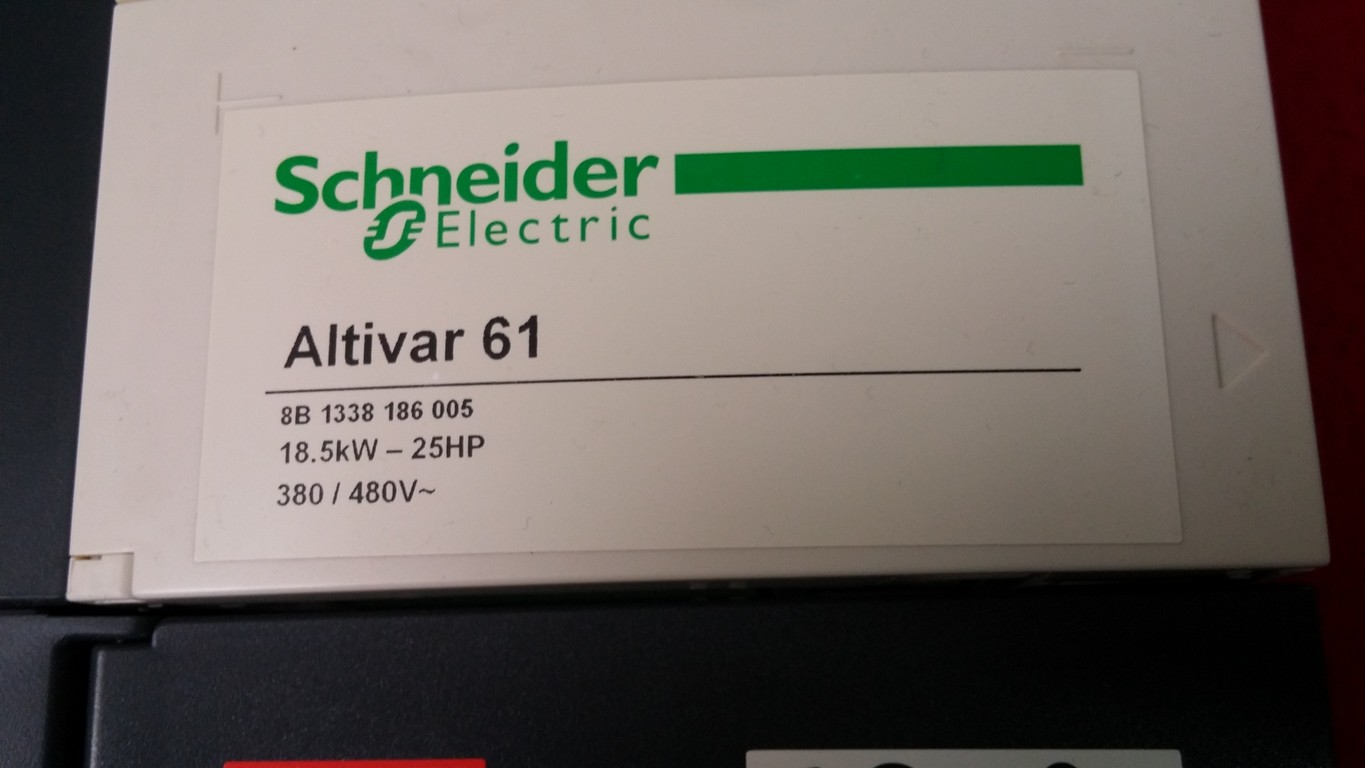 Schneider
Electric
Altivar 61
8B 1338 186 005
18.5kW – 25HP
380 / 480V~